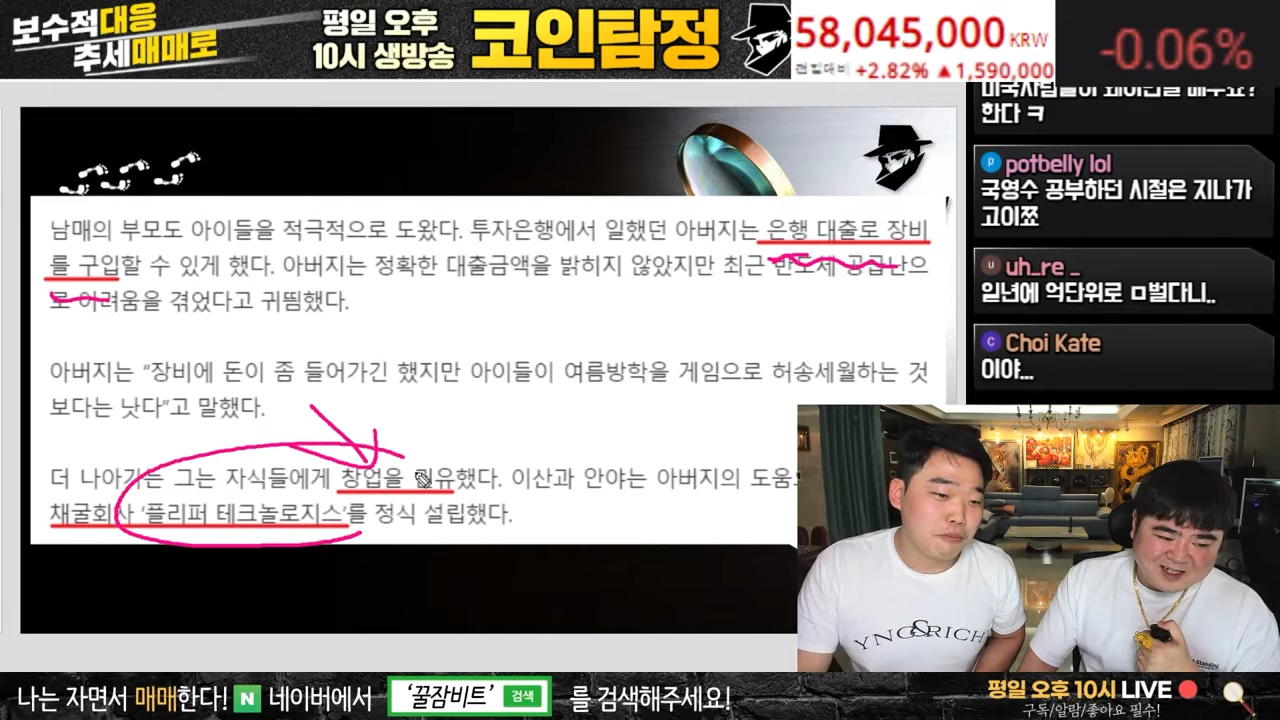 보수적대응
추세매매로
평일 오후
10시 생방송
코인탐정
58,045,000 KRW
전일대비 +2.82% ▲1,590,000
-0.06%
한다 ㅋ
potbelly lol
국영수 공부하던 시절은 지나가
고이쬬
uh_re _
일년에 억단위로 ㅁ벌다니..
Choi Kate
이야...
남매의 부모도 아이들을 적극적으로 도왔다. 투자은행에서 일했던 아버지는 은행 대출로 장비
를 구입할 수 있게 했다. 아버지는 정확한 대출금액을 밝히지 않았지만 최근 반도체 공급난으
로 어려움을 겪었다고 귀띔했다.
아버지는 “장비에 돈이 좀 들어가긴 했지만 아이들이 여름방학을 게임으로 허송세월하는 것
보다는 낫다”고 말했다.
더 나아가는 그는 자식들에게 창업을 권유했다. 이산과 안야는 아버지의 도움
채굴회사 ‘플리퍼 테크놀로지스’를 정식 설립했다.
YNG&RICH
나는 자면서 매매한다! N 네이버에서 ‘꿀잠비트’ 검색 를 검색해주세요!
평일 오후 10시 LIVE
구독/알람/좋아요 필수!